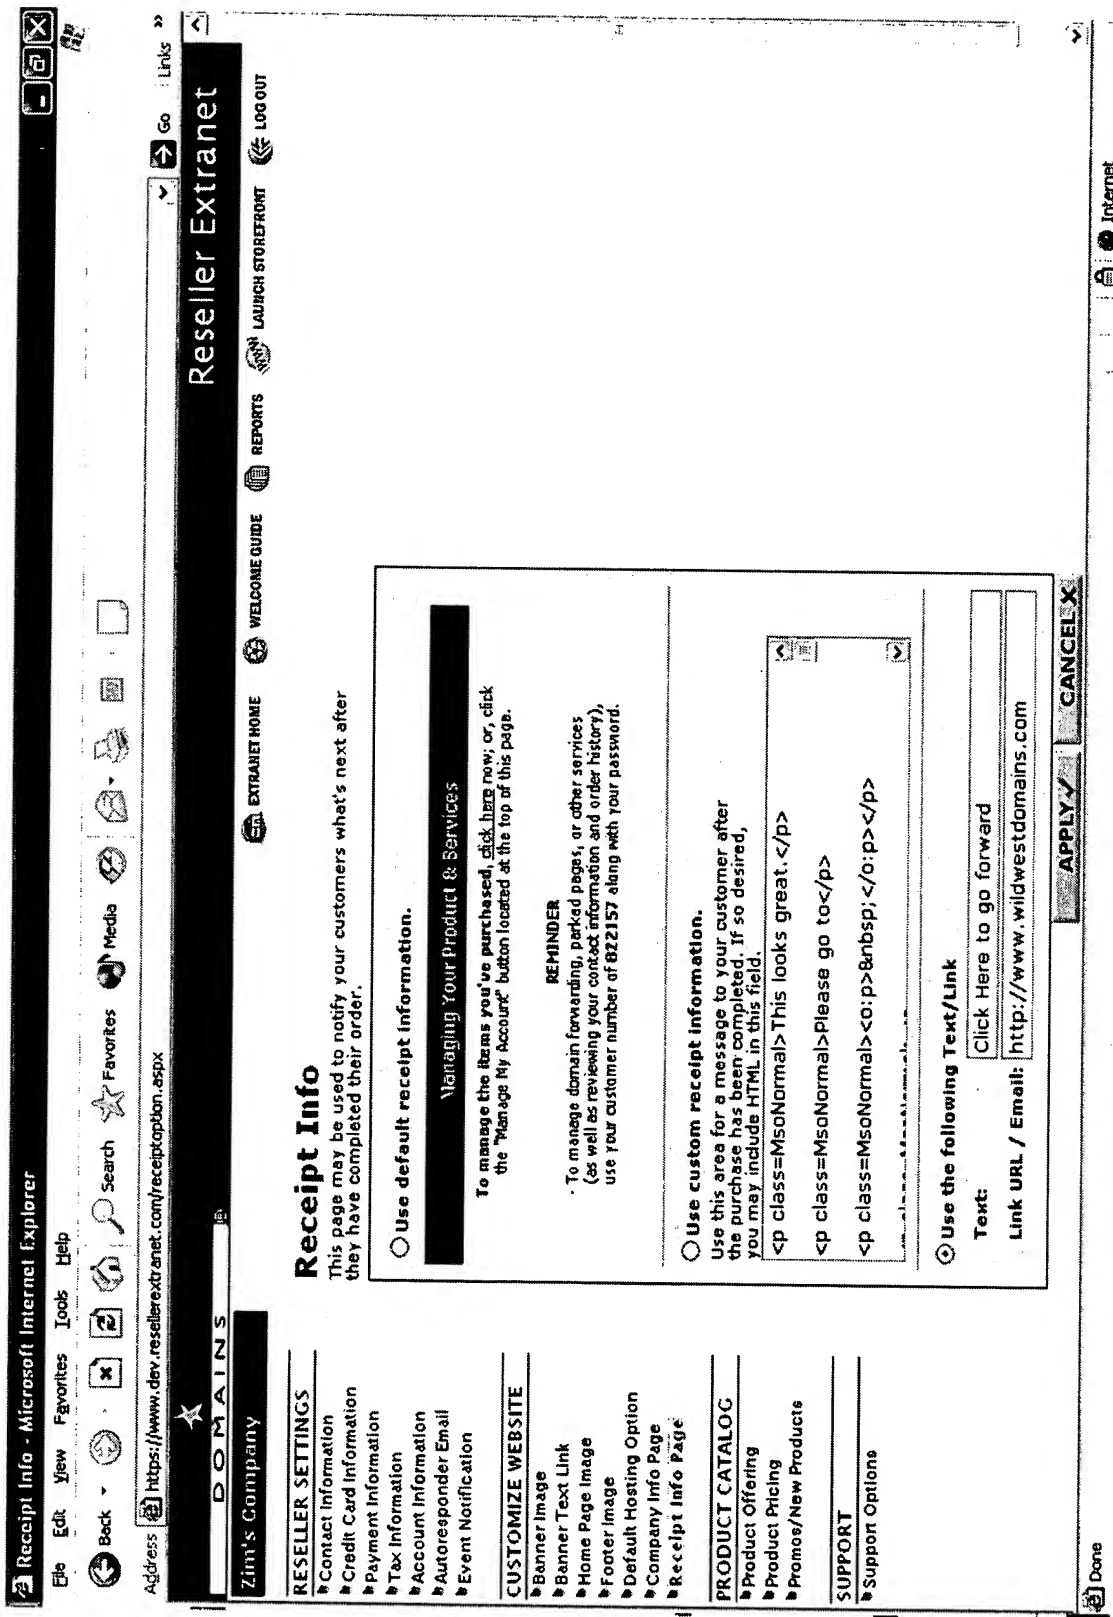 Receipt Info - Microsoft Internet Explorer
File Edit View Favorites Tools Help
Back Search Favorites Media
Address https://www.dev.resellerextranet.com/receiptoption.aspx Go Links »
DOMAINS
Reseller Extranet
Zim's Company
EXTRANET HOME WELCOME GUIDE REPORTS LAUNCH STOREFRONT LOG OUT
RESELLER SETTINGS
Contact Information
Credit Card Information
Payment Information
Tax Information
Account Information
Autoresponder Email
Event Notification
CUSTOMIZE WEBSITE
Banner Image
Banner Text Link
Home Page Image
Footer Image
Default Hosting Option
Company Info Page
Receipt Info Page
PRODUCT CATALOG
Product Offering
Product Pricing
Promos/New Products
SUPPORT
Support Options
Receipt Info
This page may be used to notify your customers what's next after
they have completed their order.
Use default receipt information.
Managing Your Product & Services
To manage the items you've purchased, click here now; or, click
the "Manage My Account" button located at the top of this page.
REMINDER
· To manage domain forwarding, parked pages, or other services
(as well as reviewing your contact information and order history),
use your customer number of 822157 along with your password.
Use custom receipt information.
Use this area for a message to your customer after
the purchase has been completed. If so desired,
you may include HTML in this field.
<p class=MsoNormal>This looks great.</p>
<p class=MsoNormal>Please go to</p>
<p class=MsoNormal><o:p>&nbsp;</o:p></p>
Use the following Text/Link
Text: Click Here to go forward
Link URL / Email: http://www.wildwestdomains.com
APPLY CANCEL X
Done Internet